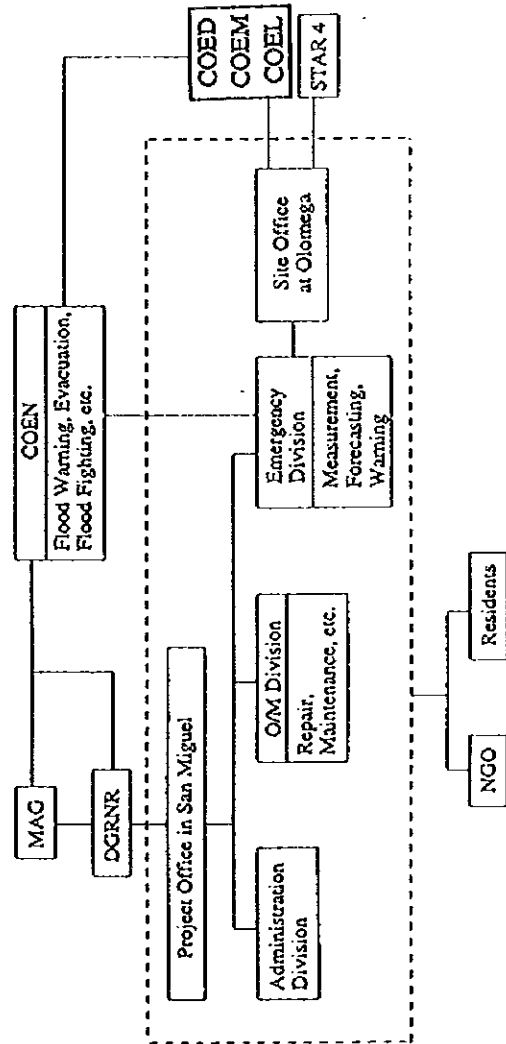 MAG
DGRNR
COEN
Flood Warning, Evacuation,
Flood Fighting, etc.
COED
COEM
COEL
STAR 4
Project Office in San Miguel
Administration
Division
O/M Division
Repair,
Maintenance, etc.
Emergency
Division
Measurement,
Forecasting,
Warning
Site Office
at Olomega
NGO
Residents